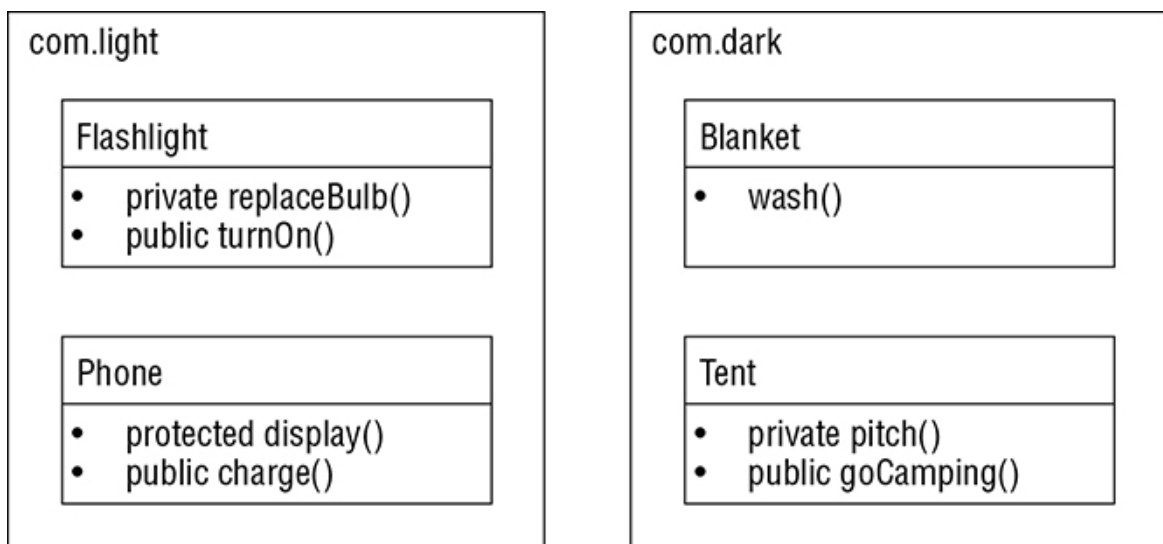 com.light
Flashlight
• private replaceBulb()
• public turnOn()
Phone
• protected display()
• public charge()
com.dark
Blanket
• wash()
Tent
• private pitch()
• public goCamping()